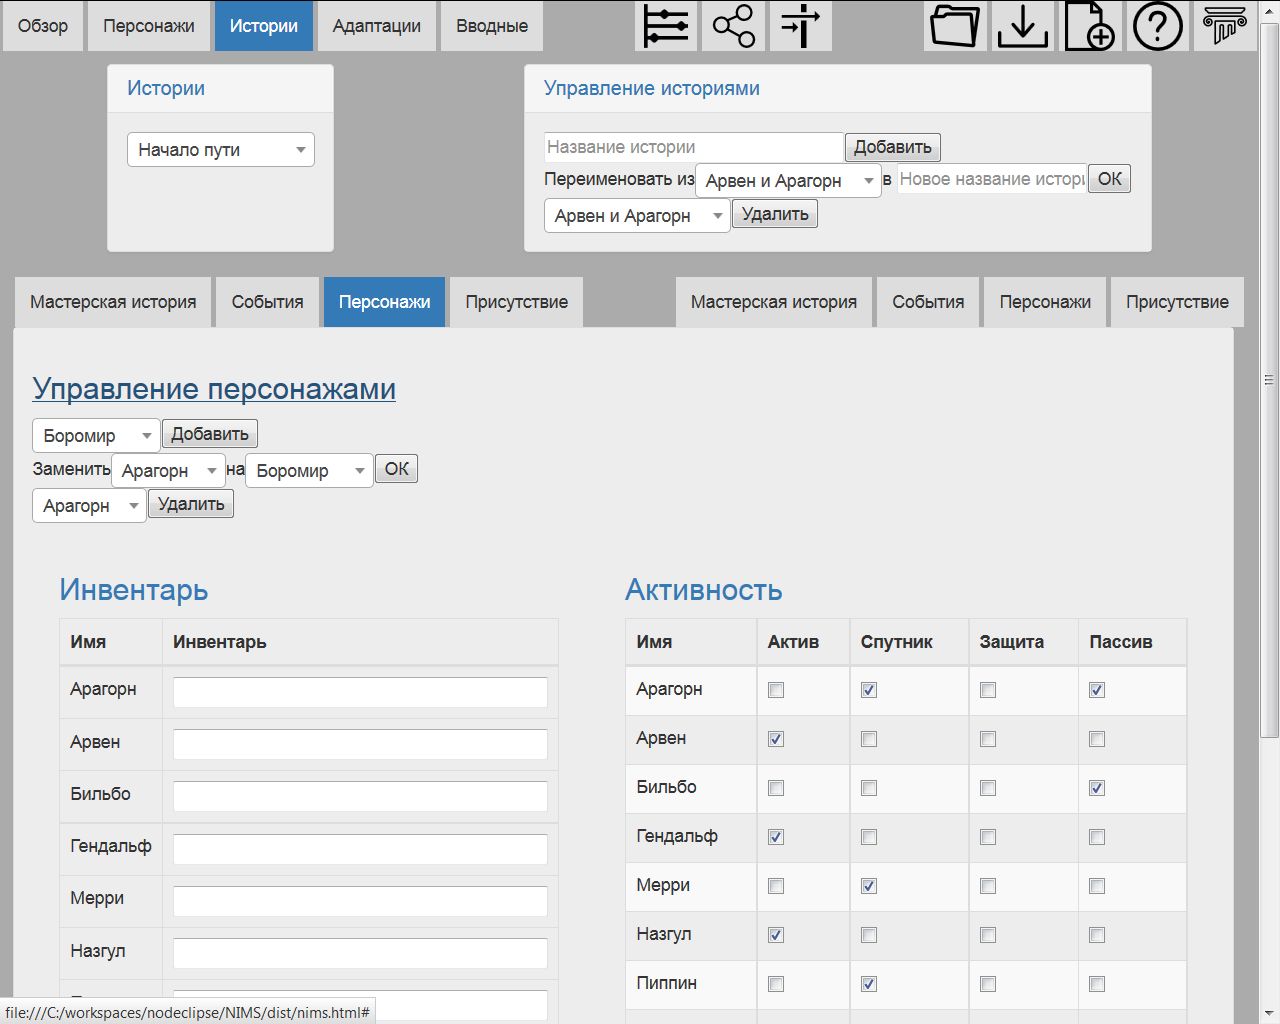 Обзор Персонажи Истории Адаптации Вводные
Истории
Начало пути
Управление историями
Название истории Добавить
Переименовать из Арвен и Арагорн в Новое название истори OK
Арвен и Арагорн Удалить
Мастерская история События Персонажи Присутствие Мастерская история События Персонажи Присутствие
Управление персонажами
Боромир Добавить
Заменить Арагорн на Боромир OK
Арагорн Удалить
Инвентарь
Имя Инвентарь
Арагорн
Арвен
Бильбо
Гендальф
Мерри
Назгул
Активность
Имя Актив Спутник Защита Пассив
Арагорн
Арвен
Бильбо
Гендальф
Мерри
Назгул
Пиппин
file:///C:/workspaces/nodeclipse/NIMS/dist/nims.html#